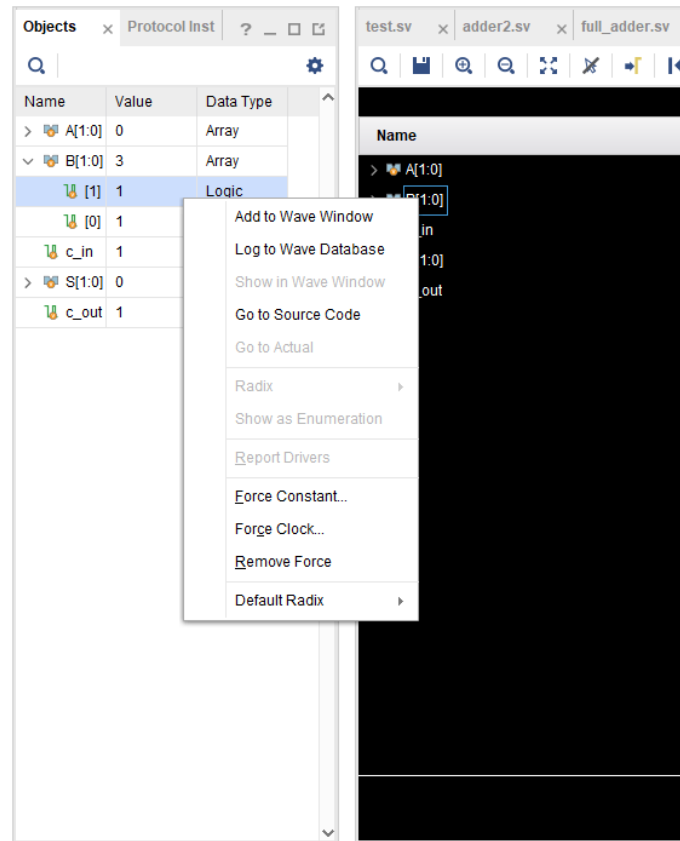 Objects × Protocol Inst ? test.sv × adder2.sv × full_adder.sv
Name Value Data Type
> A[1:0] 0 Array
B[1:0] 3 Array
[1] 1 Logic
[0] 1
c_in 1
> S[1:0] 0
c_out 1
Add to Wave Window
Log to Wave Database
Show in Wave Window
Go to Source Code
Go to Actual
Radix
Show as Enumeration
Report Drivers
Force Constant...
Force Clock...
Remove Force
Default Radix
Name
> A[1:0]
1:0]
_in
1:0]
_out